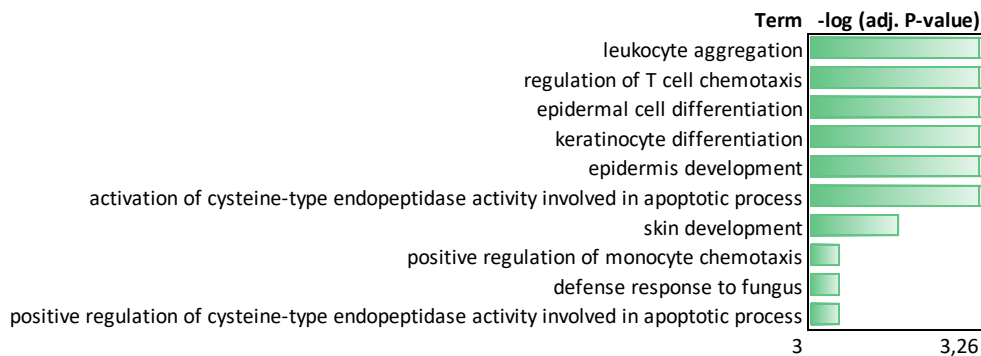 Term -log (adj. P-value)
leukocyte aggregation
regulation of T cell chemotaxis
epidermal cell differentiation
keratinocyte differentiation
epidermis development
activation of cysteine-type endopeptidase activity involved in apoptotic process
skin development
positive regulation of monocyte chemotaxis
defense response to fungus
positive regulation of cysteine-type endopeptidase activity involved in apoptotic process
3 3,26